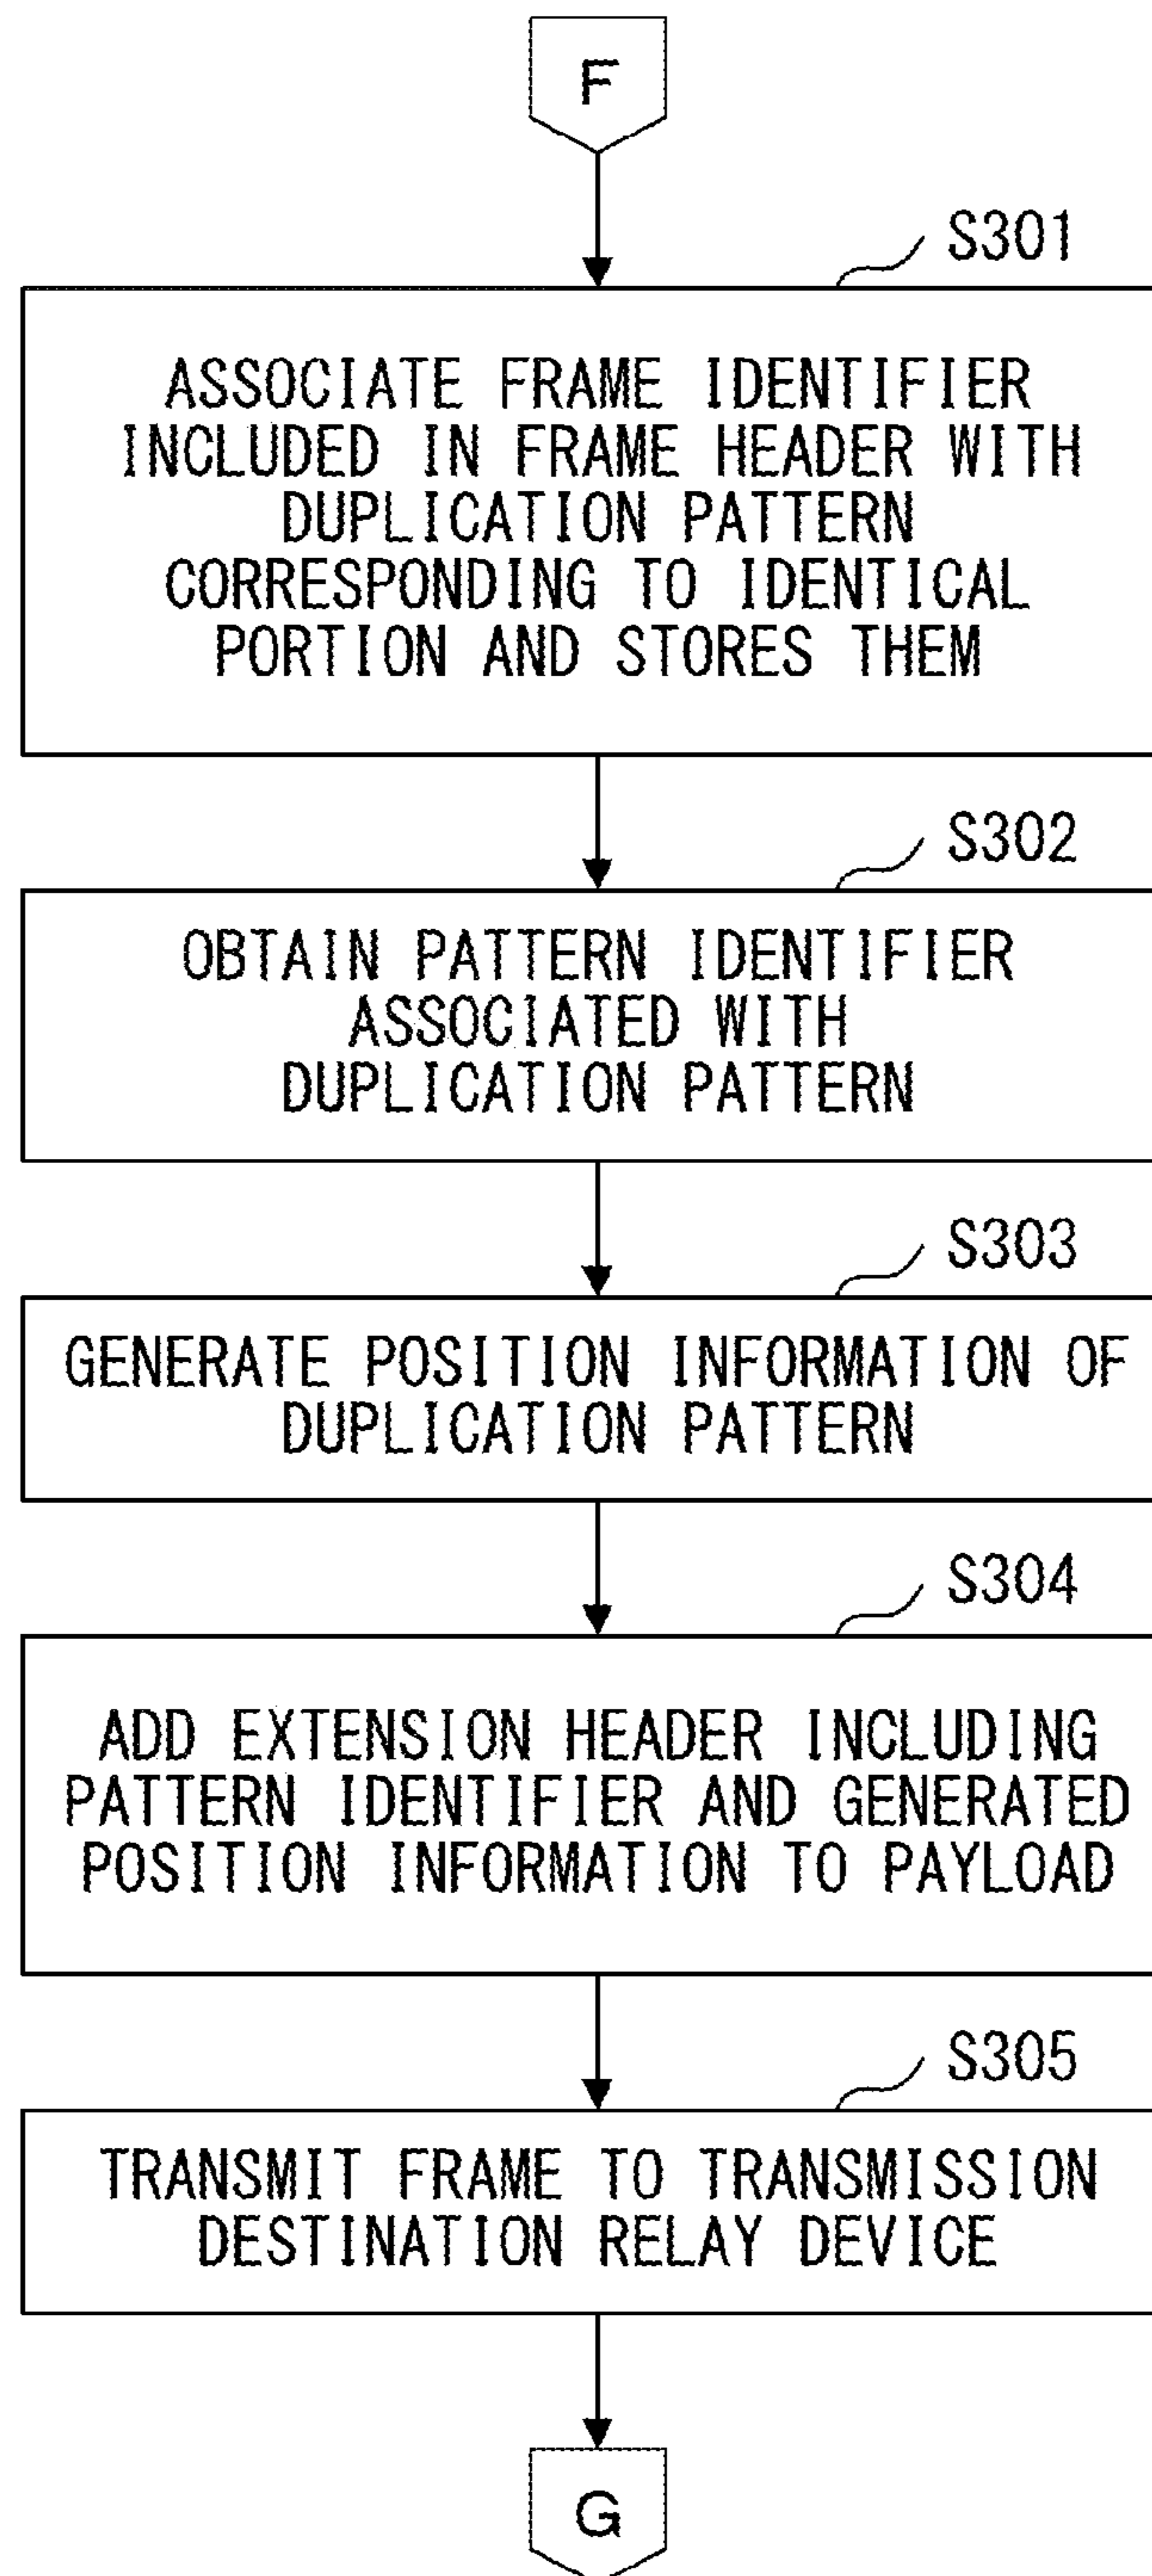 F
S301
ASSOCIATE FRAME IDENTIFIER
INCLUDED IN FRAME HEADER WITH
DUPLICATION PATTERN
CORRESPONDING TO IDENTICAL
PORTION AND STORES THEM
S302
OBTAIN PATTERN IDENTIFIER
ASSOCIATED WITH
DUPLICATION PATTERN
S303
GENERATE POSITION INFORMATION OF
DUPLICATION PATTERN
S304
ADD EXTENSION HEADER INCLUDING
PATTERN IDENTIFIER AND GENERATED
POSITION INFORMATION TO PAYLOAD
S305
TRANSMIT FRAME TO TRANSMISSION
DESTINATION RELAY DEVICE
G